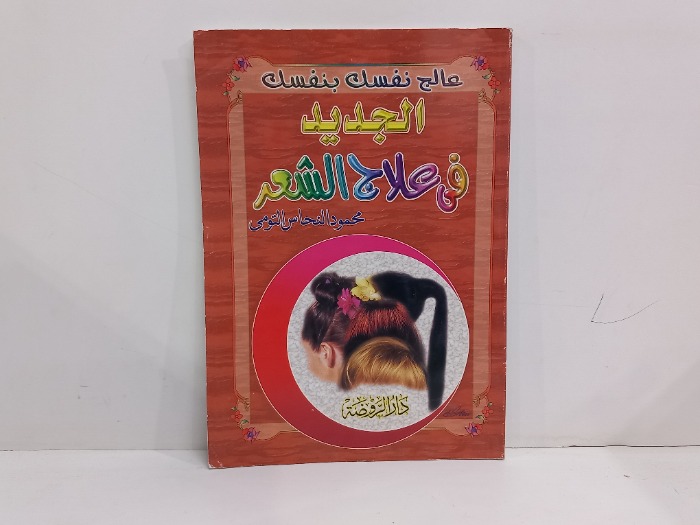 عالج نفسك بنفسك
الجديد
فى علاج الشعر
محمود النحاس التومى
دار الروضة